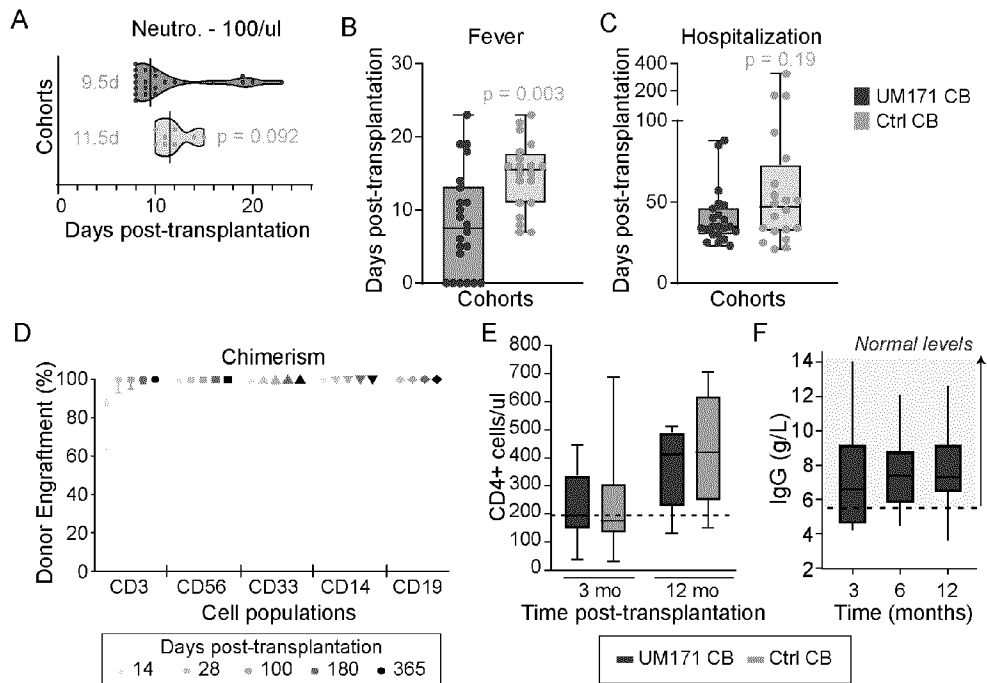 A
Neutro. - 100/ul
Cohorts
9.5d
11.5d
p = 0.092
0
10
20
Days post-transplantation
B
Fever
Days post-transplantation
30
20
10
0
p = 0.003
Cohorts
C
Hospitalization
Days post-transplantation
400
200
100
50
0
p = 0.19
Cohorts
UM171 CB
Ctrl CB
D
Chimerism
Donor Engraftment (%)
100
80
60
40
20
0
CD3
CD56
CD33
CD14
CD19
Cell populations
Days post-transplantation
14
28
100
180
365
E
CD4+ cells/ul
800
700
600
500
400
300
200
100
0
3 mo
12 mo
Time post-transplantation
F
Normal levels
IgG (g/L)
14
12
10
8
6
4
2
3
6
12
Time (months)
UM171 CB
Ctrl CB